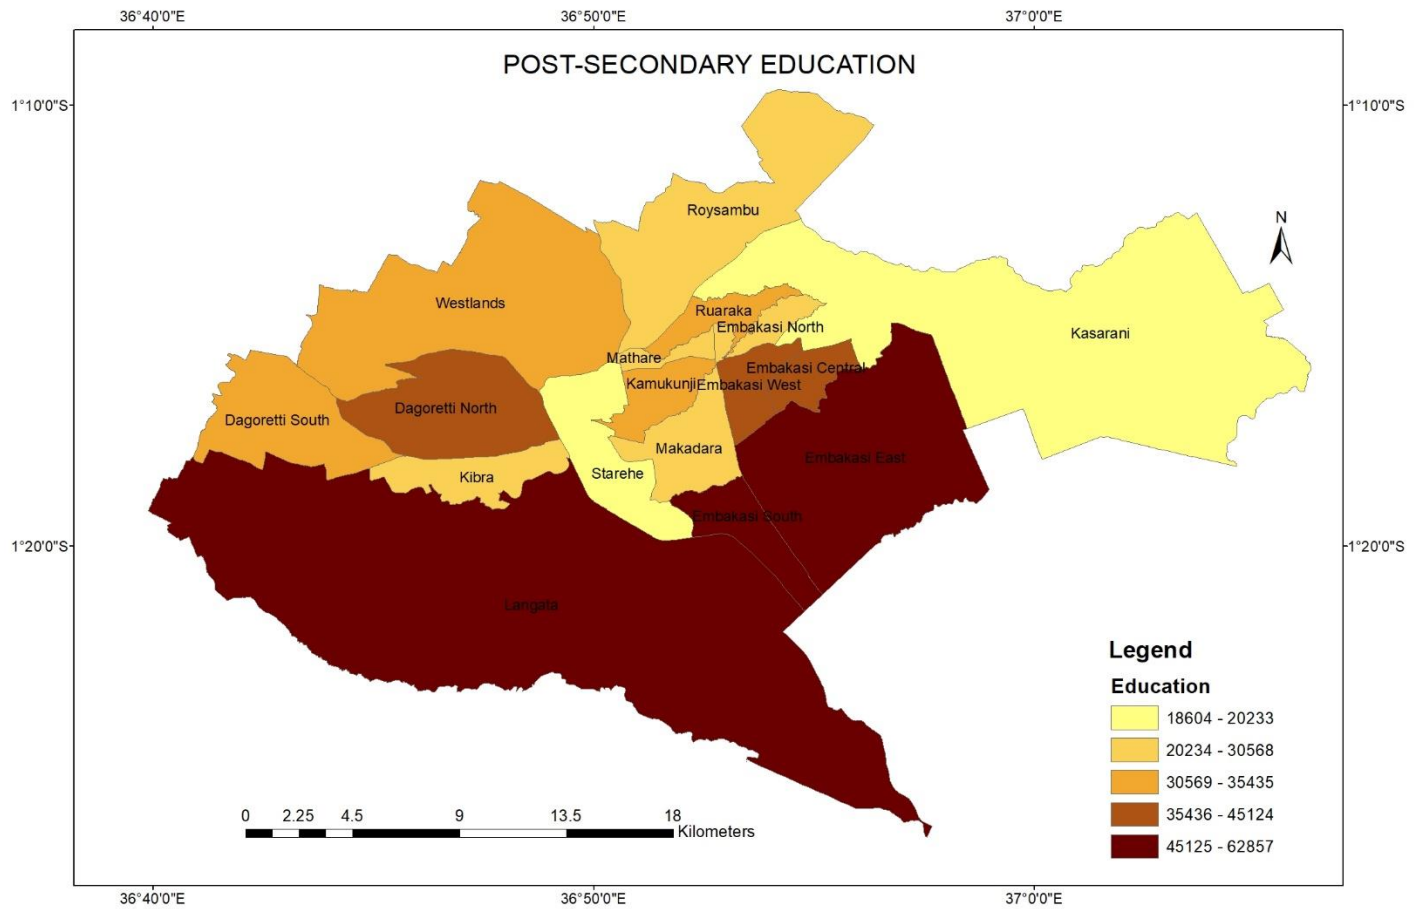 36°40'0"E
36°50'0"E
37°0'0"E
POST-SECONDARY EDUCATION
1°10'0"S
1°10'0"S
Roysambu
N
Westlands
Ruaraka
Embakasi North
Kasarani
Mathare
Embakasi Central
Kamukunji
Embakasi West
Dagoretti North
Dagoretti South
Makadara
Embakasi East
Kibra
Starehe
Embakasi South
1°20'0"S
1°20'0"S
Langata
Legend
Education
18604 - 20233
20234 - 30568
30569 - 35435
35436 - 45124
45125 - 62857
0 2.25 4.5 9 13.5 18
Kilometers
36°40'0"E
36°50'0"E
37°0'0"E